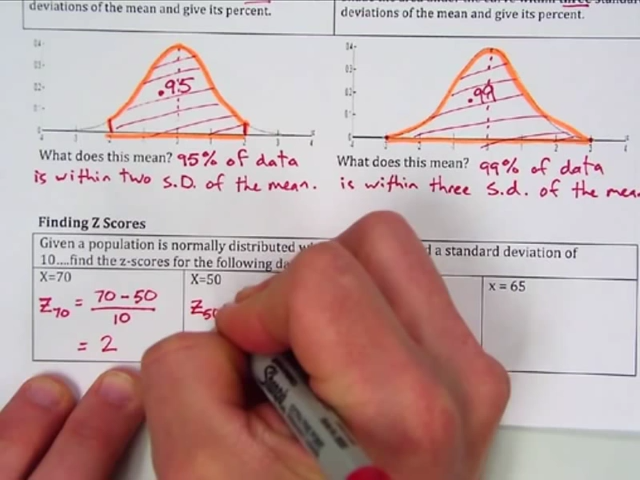 deviations of the mean and give its percent.
deviations of the mean and give its percent.
.95
.99
What does this mean? 95% of data
is within two S.D. of the mean.
What does this mean? 99% of data
is within three s.d. of the
Finding Z Scores
Given a population is normally distributed a standard deviation of
10....find the z-scores for the following
X=70
Z70 = 70-50
10
= 2
X=50
x = 65
Sharpie